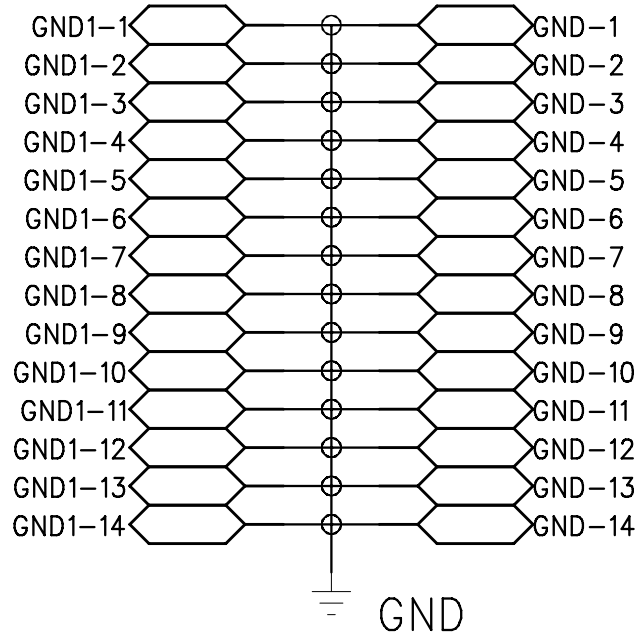 GND1-1 GND-1
GND1-2 GND-2
GND1-3 GND-3
GND1-4 GND-4
GND1-5 GND-5
GND1-6 GND-6
GND1-7 GND-7
GND1-8 GND-8
GND1-9 GND-9
GND1-10 GND-10
GND1-11 GND-11
GND1-12 GND-12
GND1-13 GND-13
GND1-14 GND-14
GND